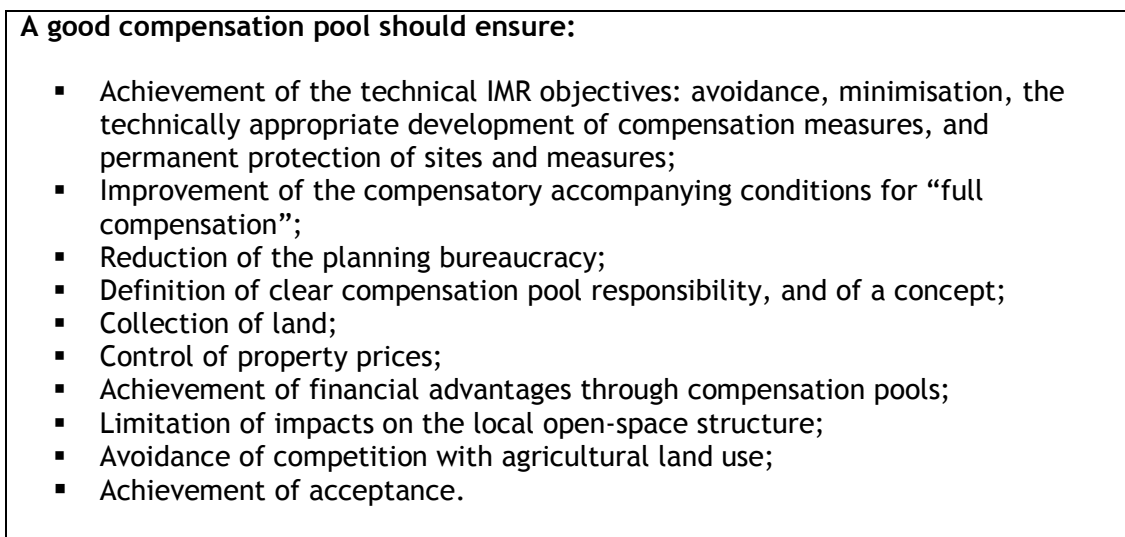 A good compensation pool should ensure:
▪ Achievement of the technical IMR objectives: avoidance, minimisation, the
technically appropriate development of compensation measures, and
permanent protection of sites and measures;
▪ Improvement of the compensatory accompanying conditions for “full
compensation”;
▪ Reduction of the planning bureaucracy;
▪ Definition of clear compensation pool responsibility, and of a concept;
▪ Collection of land;
▪ Control of property prices;
▪ Achievement of financial advantages through compensation pools;
▪ Limitation of impacts on the local open-space structure;
▪ Avoidance of competition with agricultural land use;
▪ Achievement of acceptance.